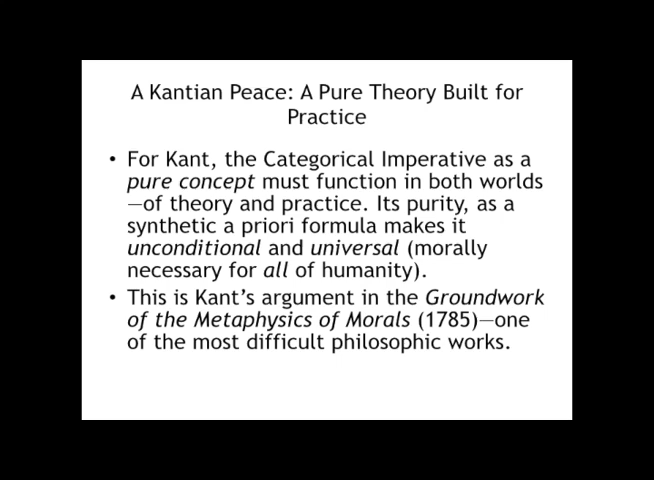 A Kantian Peace: A Pure Theory Built for
Practice
• For Kant, the Categorical Imperative as a
pure concept must function in both worlds
—of theory and practice. Its purity, as a
synthetic a priori formula makes it
unconditional and universal (morally
necessary for all of humanity).
• This is Kant's argument in the Groundwork
of the Metaphysics of Morals (1785)—one
of the most difficult philosophic works.